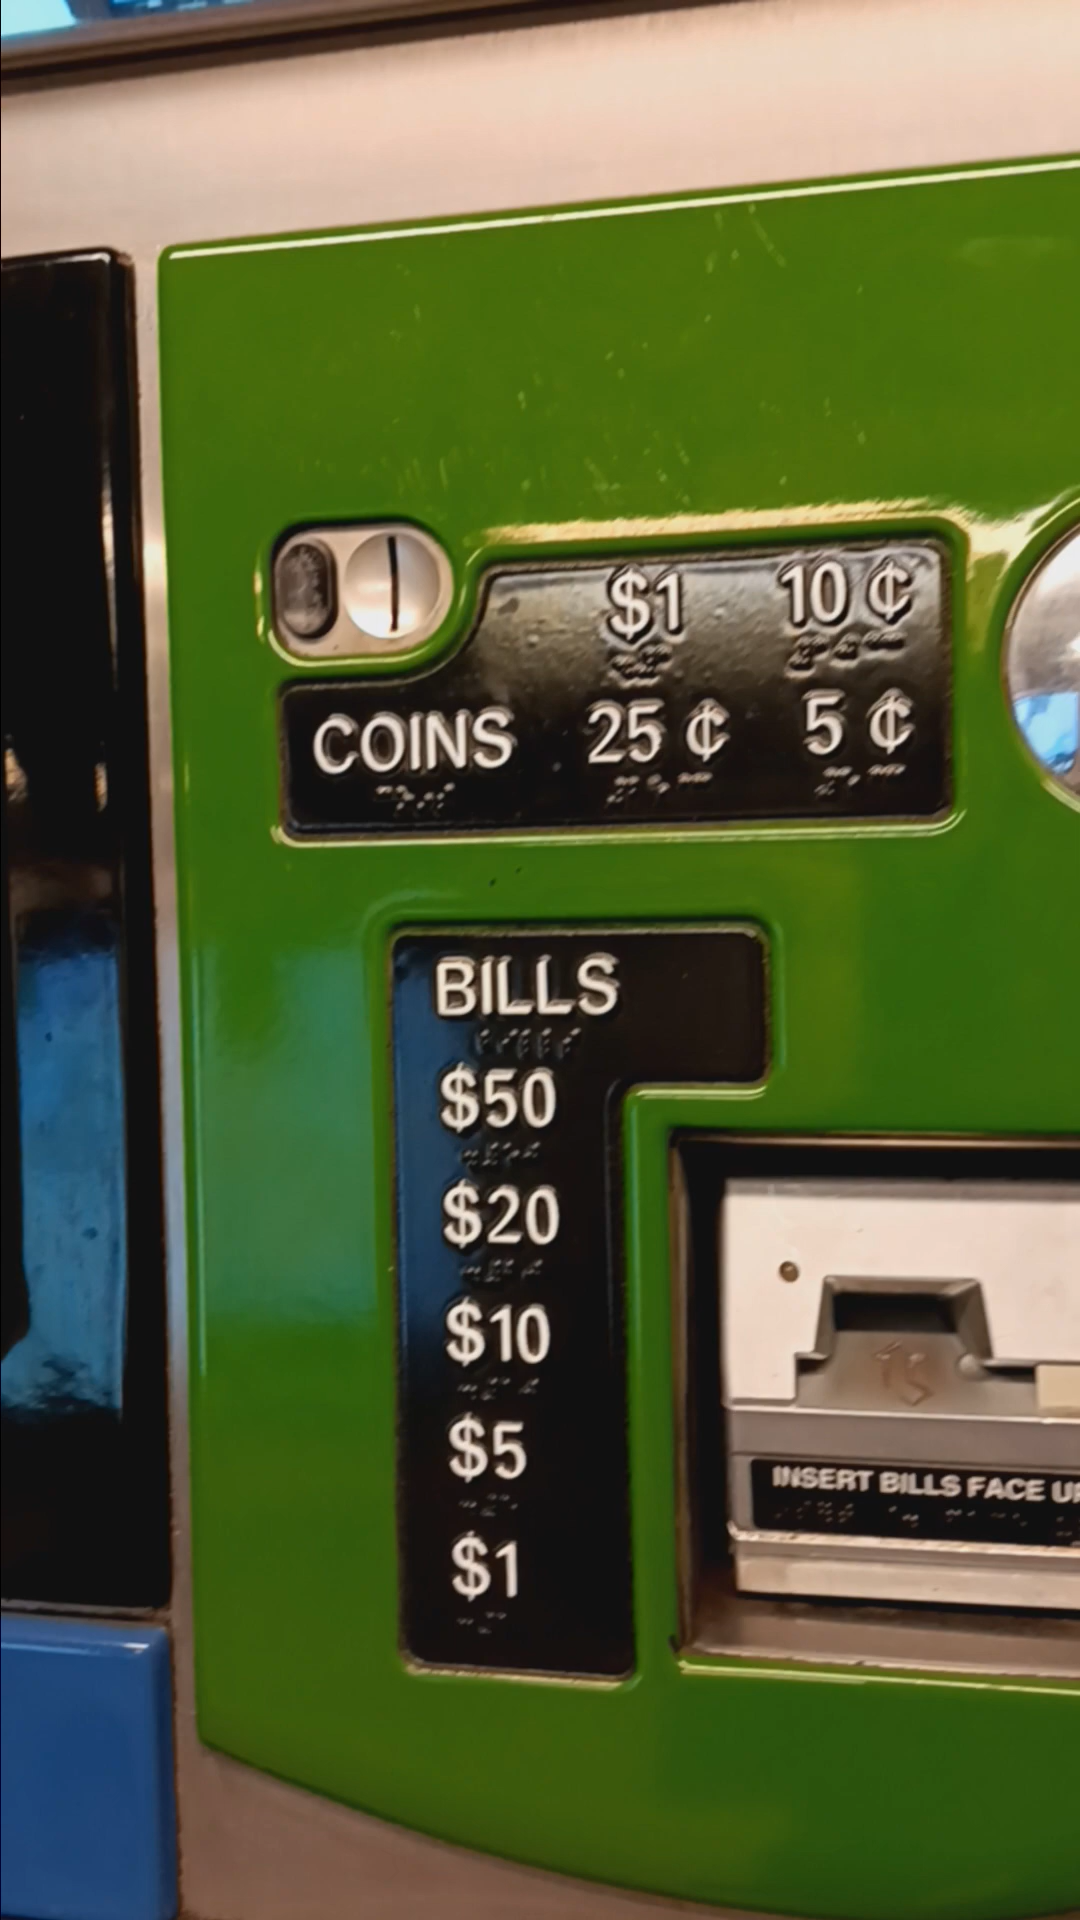 $1 10 ¢
COINS 25 ¢ 5 ¢
BILLS
$50
$20
$10
$5
$1
INSERT BILLS FACE